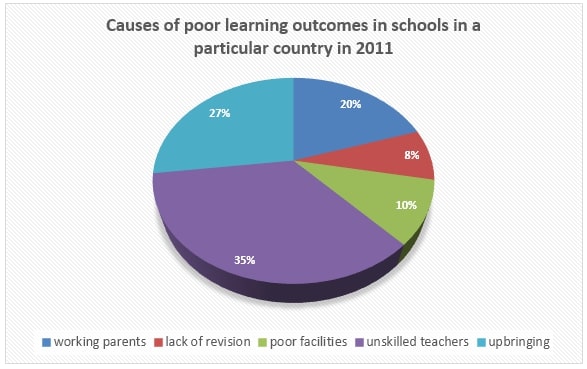 Causes of poor learning outcomes in schools in a
particular country in 2011
20%
27%
8%
10%
35%
working parents lack of revision poor facilities unskilled teachers upbringing